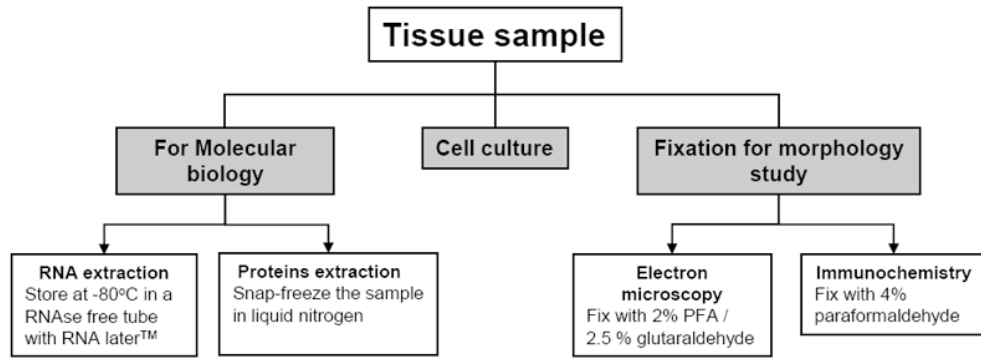 Tissue sample
For Molecular
biology
Cell culture
Fixation for morphology
study
RNA extraction
Store at -80ºC in a
RNAse free tube
with RNA later™
Proteins extraction
Snap-freeze the sample
in liquid nitrogen
Electron
microscopy
Fix with 2% PFA /
2.5 % glutaraldehyde
Immunochemistry
Fix with 4%
paraformaldehyde